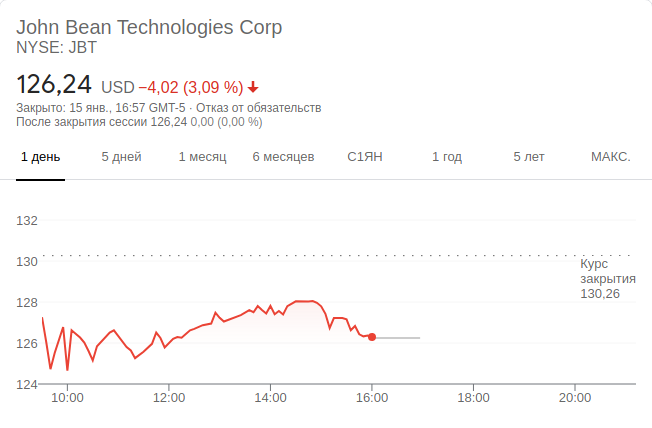 John Bean Technologies Corp
NYSE: JBT
126,24 USD −4,02 (3,09 %)
Закрыто: 15 янв., 16:57 GMT-5 · Отказ от обязательств
После закрытия сессии 126,24 0,00 (0,00 %)
1 день 5 дней 1 месяц 6 месяцев С1ЯН 1 год 5 лет МАКС.
132
130
Курс
закрытия
130,26
128
126
124
10:00 12:00 14:00 16:00 18:00 20:00